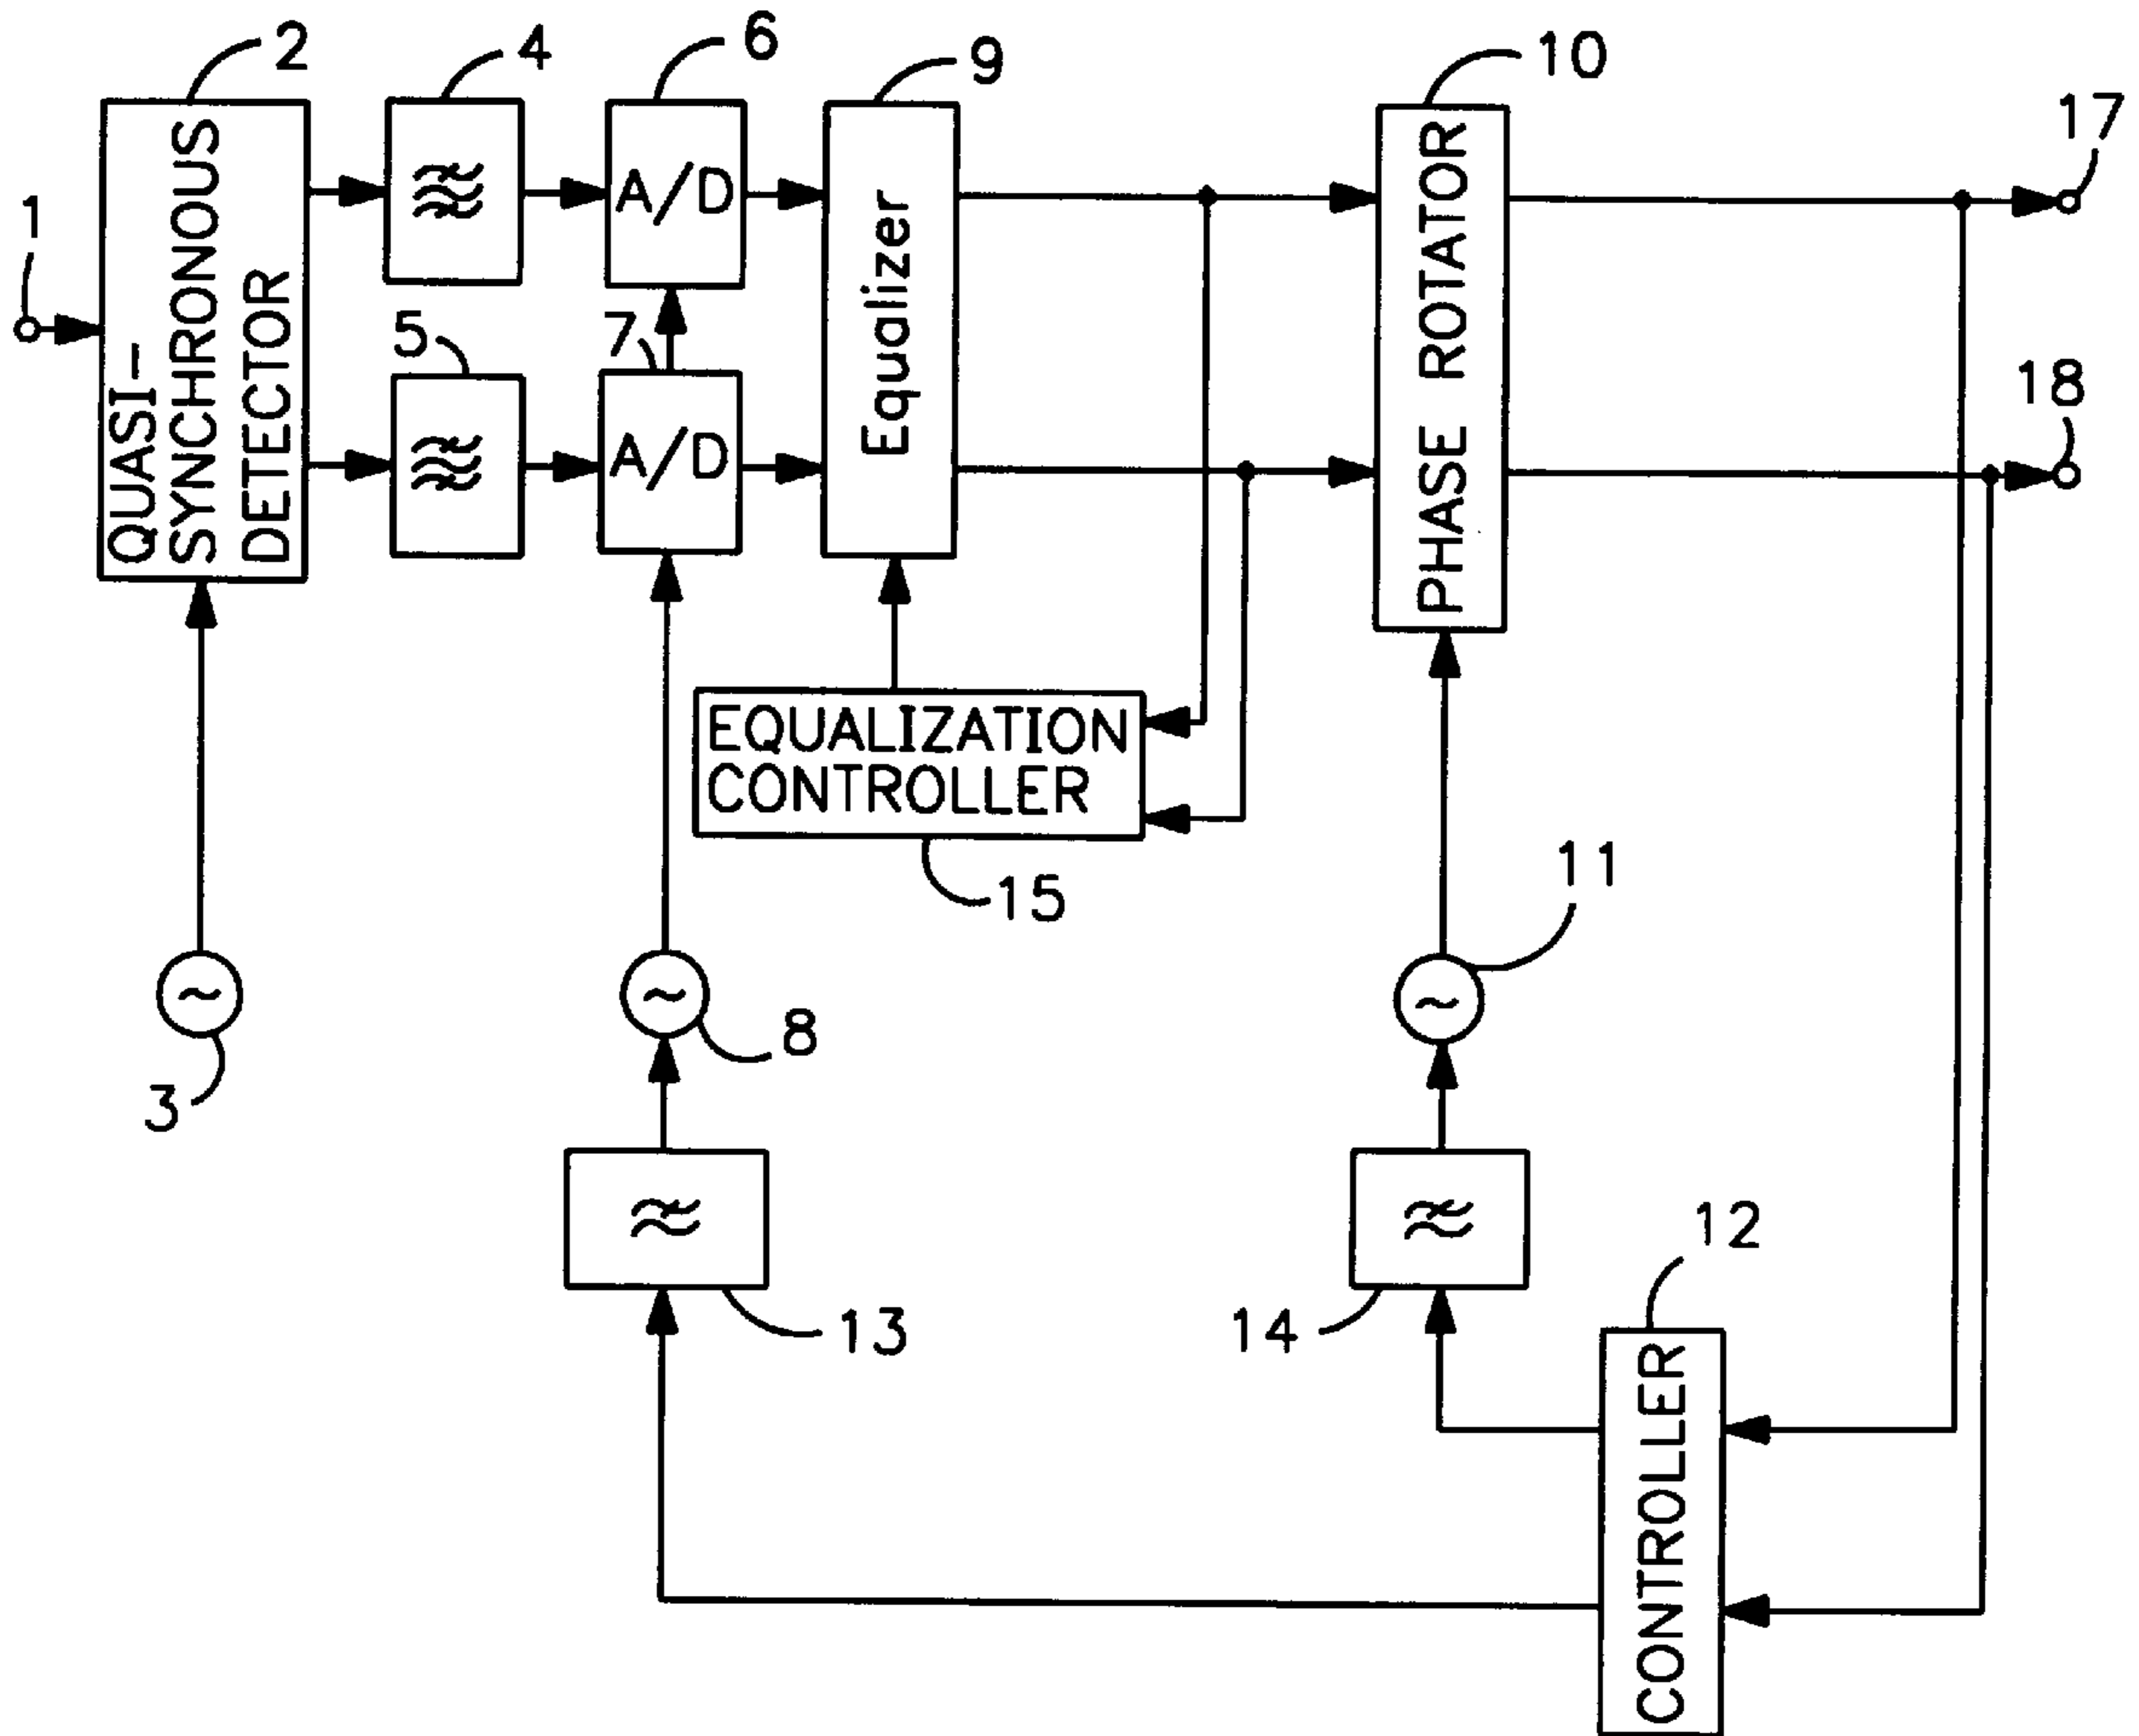 2
4
6
9
10
17
1
QUASI-
SYNCHRONOUS
DETECTOR
A/D
Equalizer
PHASE ROTATOR
5
7
A/D
18
EQUALIZATION
CONTROLLER
15
11
3
8
13
14
12
CONTROLLER